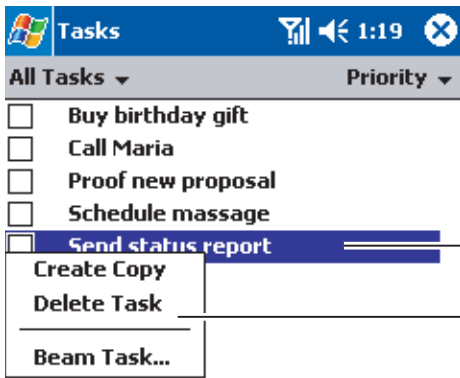 Tasks 1:19
All Tasks Priority
Buy birthday gift
Call Maria
Proof new proposal
Schedule massage
Send status report
Create Copy
Delete Task
Beam Task...